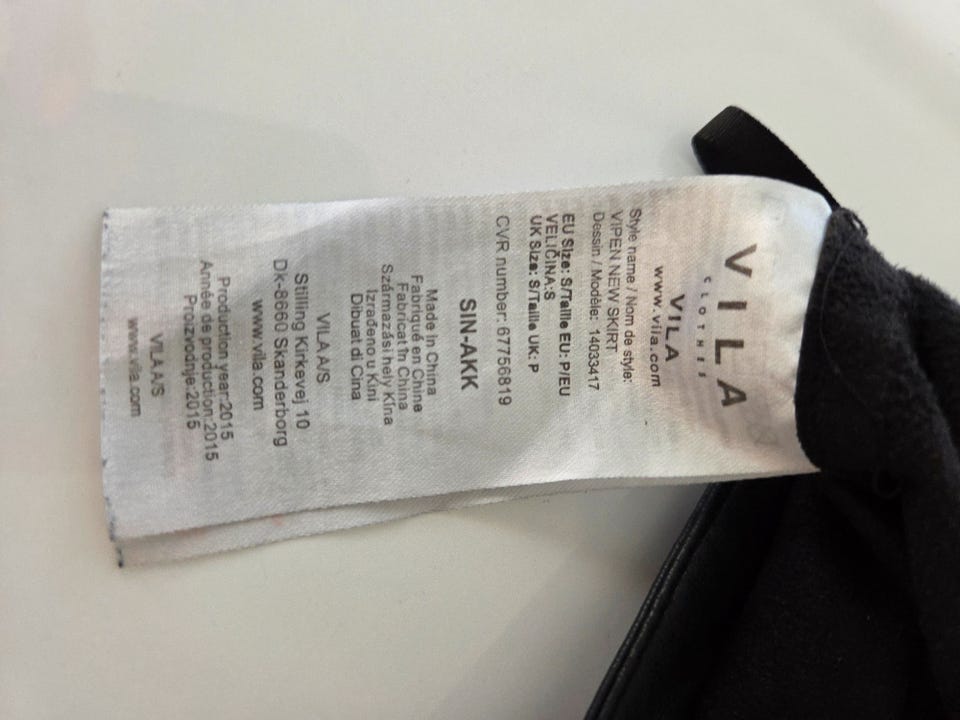 VILA
CLOTHES
VILA
www.vila.com
Style name / Nom de style:
VIPEN NEW SKIRT
Dessin / Modèle: 14033417
EU Size: S/Taille EU: P/EU
VELIČINA:S
UK Size: S/Taille UK: P
CVR number: 67756819
SIN-AKK
Made In China
Fabriqué en Chine
Fabricat în China
Származási hely Kína
Izrađeno u Kini
Dibuat di Cina
VILA A/S
Stilling Kirkevej 10
Dk-8660 Skanderborg
www.vila.com
Production year:2015
Année de production:2015
Proizvodnje:2015
VILA A/S
www.vila.com